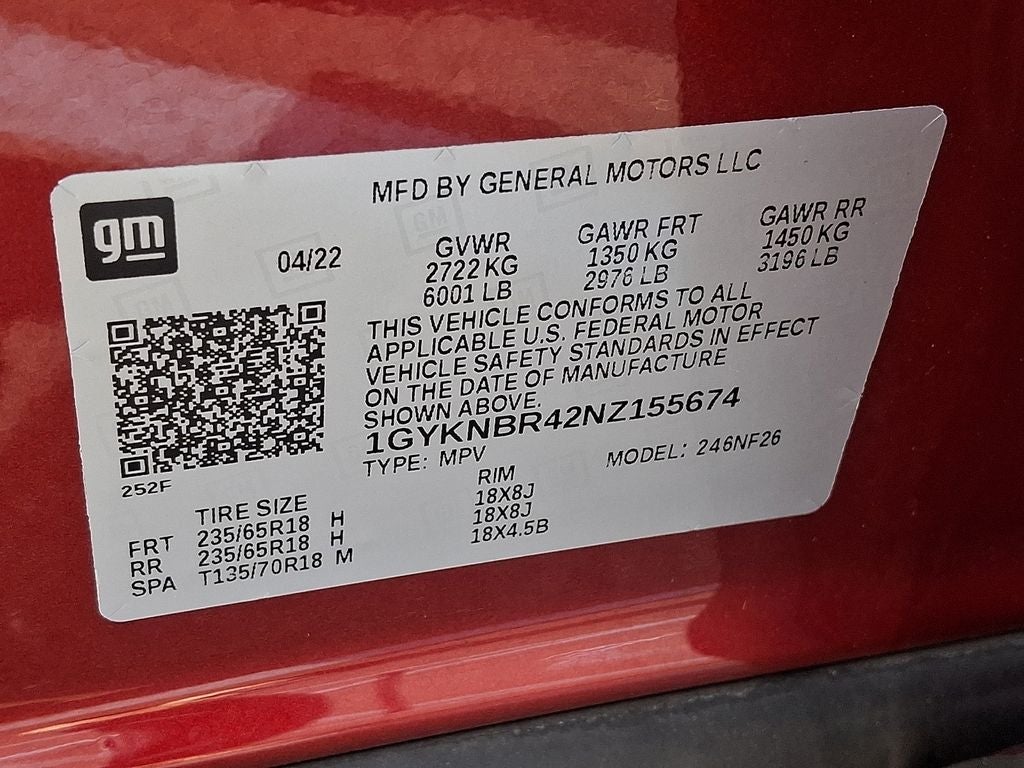 MFD BY GENERAL MOTORS LLC
gm
04/22
GVWR
2722 KG
6001 LB
GAWR FRT
1350 KG
2976 LB
GAWR RR
1450 KG
3196 LB
THIS VEHICLE CONFORMS TO ALL
APPLICABLE U.S. FEDERAL MOTOR
VEHICLE SAFETY STANDARDS IN EFFECT
ON THE DATE OF MANUFACTURE
SHOWN ABOVE.
1GYKNBR42NZ155674
TYPE: MPV MODEL: 246NF26
252F
TIRE SIZE RIM
FRT 235/65R18 H 18X8J
RR 235/65R18 H 18X8J
SPA T135/70R18 M 18X4.5B